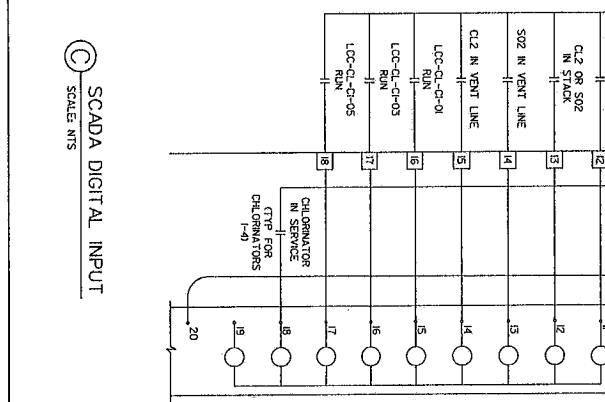 CL2 OR SO2
IN STACK
SO2 IN VENT LINE
CL2 IN VENT LINE
LCC-CL-CI-01
RUN
LCC-CL-CI-03
RUN
LCC-CL-CI-05
RUN
12
13
14
15
16
17
18
CHLORINATOR
IN SERVICE
(TYP FOR
CHLORINATORS
1-4)
12
13
14
15
16
17
18
19
20
C
SCADA DIGITAL INPUT
SCALE: NTS